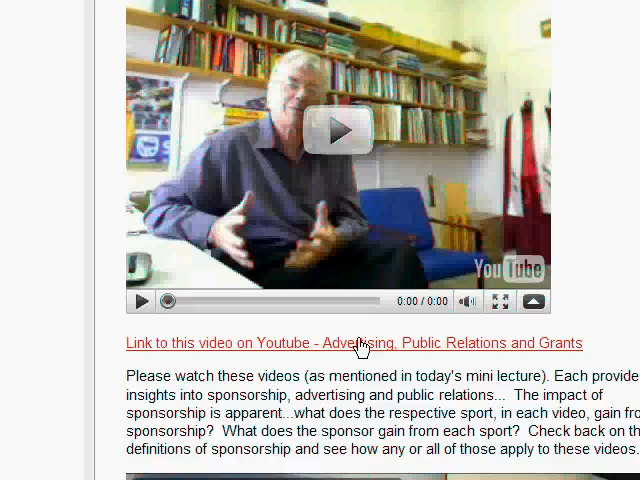 You Tube
0:00 / 0:00
Link to this video on Youtube - Advertising, Public Relations and Grants
Please watch these videos (as mentioned in today's mini lecture). Each provide
insights into sponsorship, advertising and public relations... The impact of
sponsorship is apparent...what does the respective sport, in each video, gain fro
sponsorship? What does the sponsor gain from each sport? Check back on th
definitions of sponsorship and see how any or all of those apply to these videos.